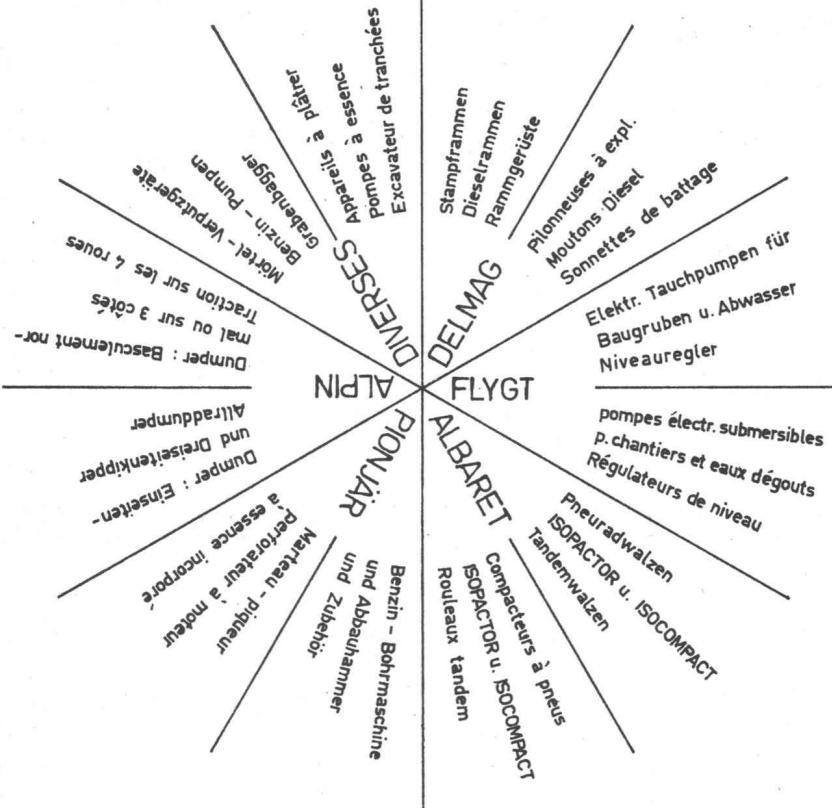 DELMAG
Stampframmen
Dieselrammen
Rammgerüste
Pilonneuses à expl.
Moutons-Diesel
Sonnettes de battage
FLYGT
Elektr. Tauchpumpen für
Baugruben u. Abwasser
Niveauregler
pompes électr. submersibles
p. chantiers et eaux dégouts
Régulateurs de niveau
ALBARET
Pneuradwalzen
ISOPACTOR u. ISOCOMPACT
Tandemwalzen
Compacteurs à pneus
ISOPACTOR u. ISOCOMPACT
Rouleaux tandem
PIONJÄR
Benzin - Bohrmaschine
und Abbauhammer
und Zubehör
Marteau - piqueur
perforateur à moteur
à essence incorporé
ALPIN
Dumper : Einseiten-
und Dreiseitenkipper
Allraddumper
Dumper : Basculement nor-
mal ou sur 3 côtés
Traction sur les 4 roues
DIVERSES
Mörtel - Verputzgeräte
Benzin - Pumpen
Grabenbagger
Appareils à plâtrer
Pompes à essence
Excavateur de tranchées